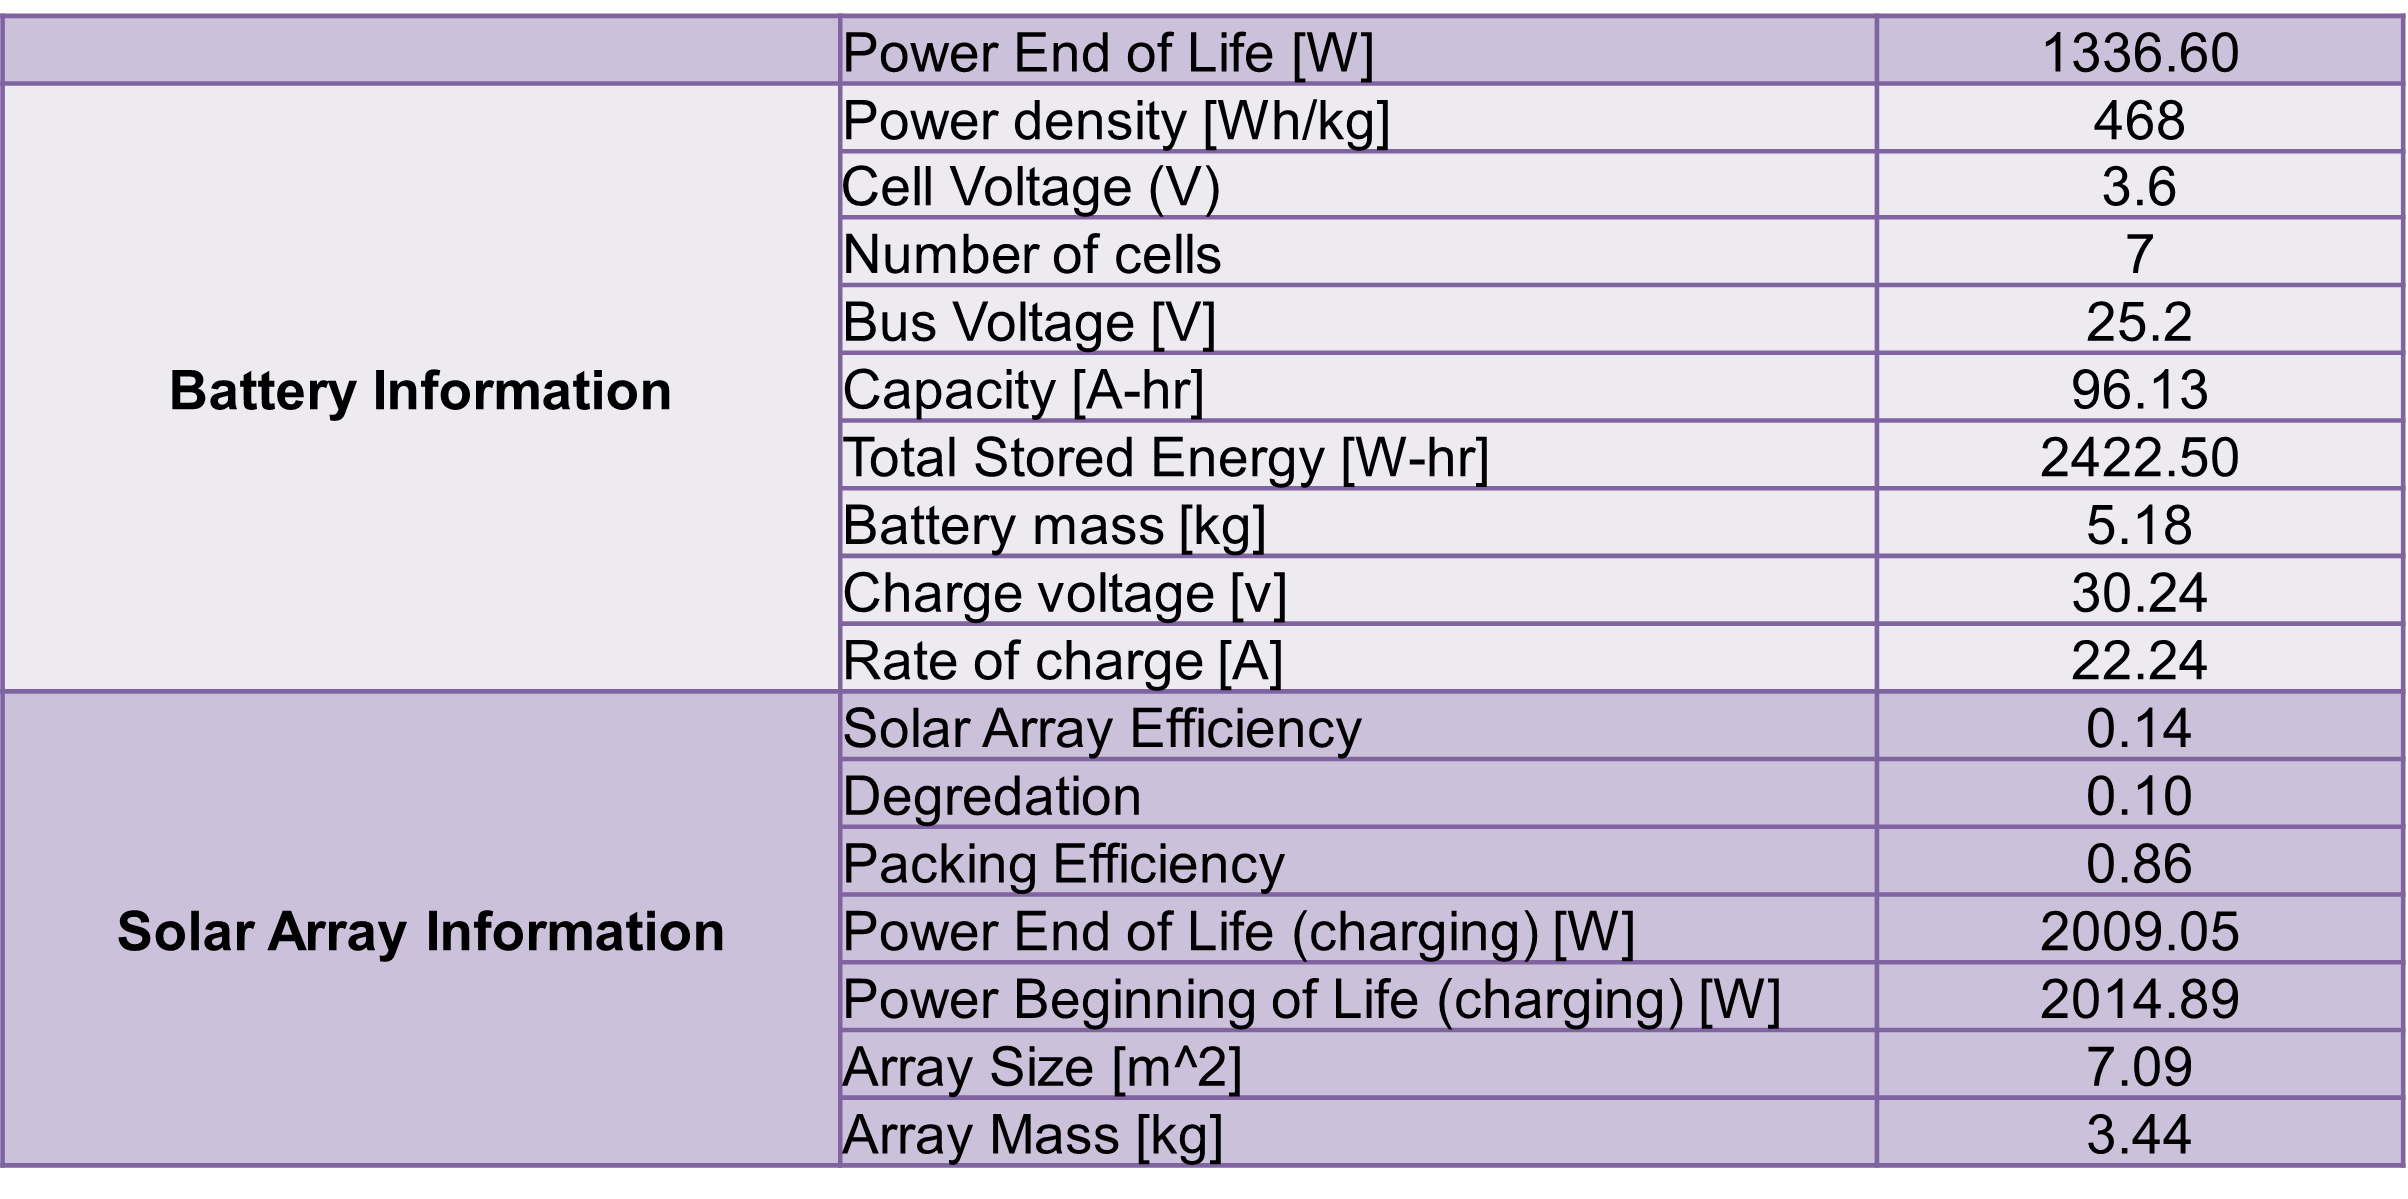 Power End of Life [W] 1336.60
Power density [Wh/kg] 468
Cell Voltage (V) 3.6
Number of cells 7
Bus Voltage [V] 25.2
Battery Information Capacity [A-hr] 96.13
Total Stored Energy [W-hr] 2422.50
Battery mass [kg] 5.18
Charge voltage [v] 30.24
Rate of charge [A] 22.24
Solar Array Efficiency 0.14
Degredation 0.10
Packing Efficiency 0.86
Solar Array Information Power End of Life (charging) [W] 2009.05
Power Beginning of Life (charging) [W] 2014.89
Array Size [m^2] 7.09
Array Mass [kg] 3.44